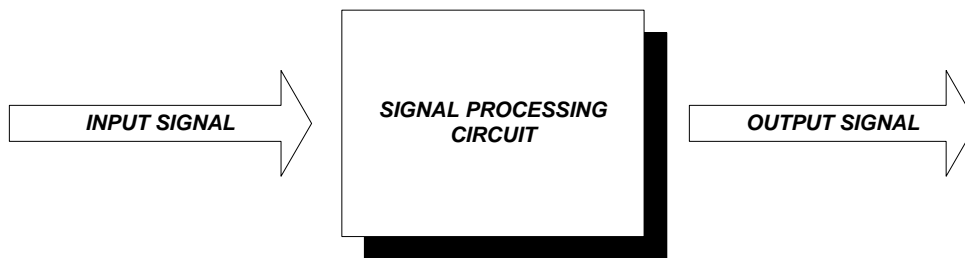 INPUT SIGNAL
SIGNAL PROCESSING
CIRCUIT
OUTPUT SIGNAL